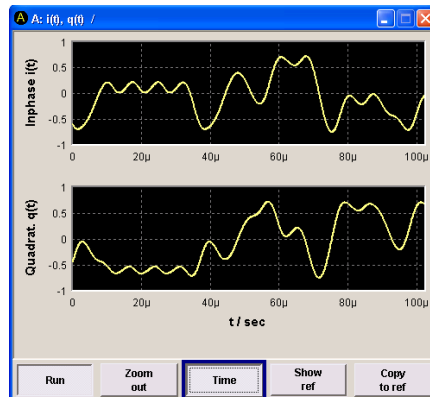 A A: i(t), q(t) /
Inphase i(t)
1
0.5
0
-0.5
-1
0 20µ 40µ 60µ 80µ 100µ
Quadrat. q(t)
1
0.5
0
-0.5
-1
0 20µ 40µ 60µ 80µ 100µ
t / sec
Run
Zoom out
Time
Show ref
Copy to ref